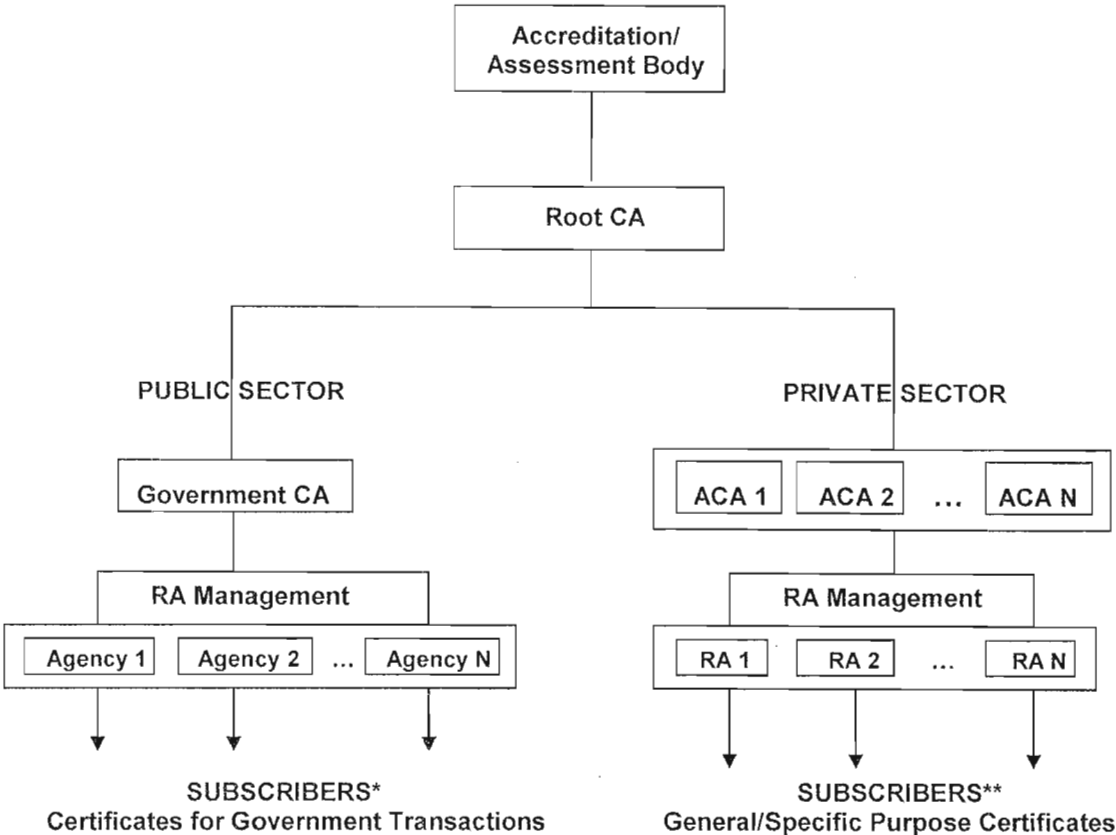 Accreditation/
Assessment Body
Root CA
PUBLIC SECTOR
PRIVATE SECTOR
Government CA
ACA 1 ACA 2 ... ACA N
RA Management
RA Management
Agency 1 Agency 2 ... Agency N
RA 1 RA 2 ... RA N
SUBSCRIBERS*
Certificates for Government Transactions
SUBSCRIBERS**
General/Specific Purpose Certificates